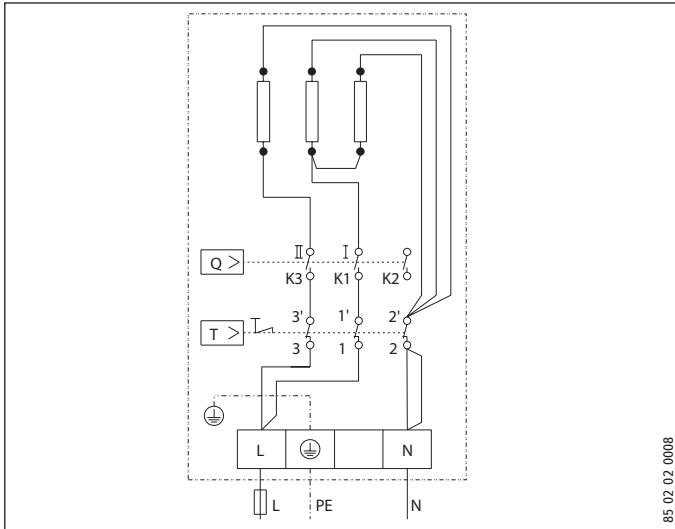 II I
Q >
K3 K1 K2
3' 1' 2'
T >
3 1 2
L N
L PE N
85 02 02 0008